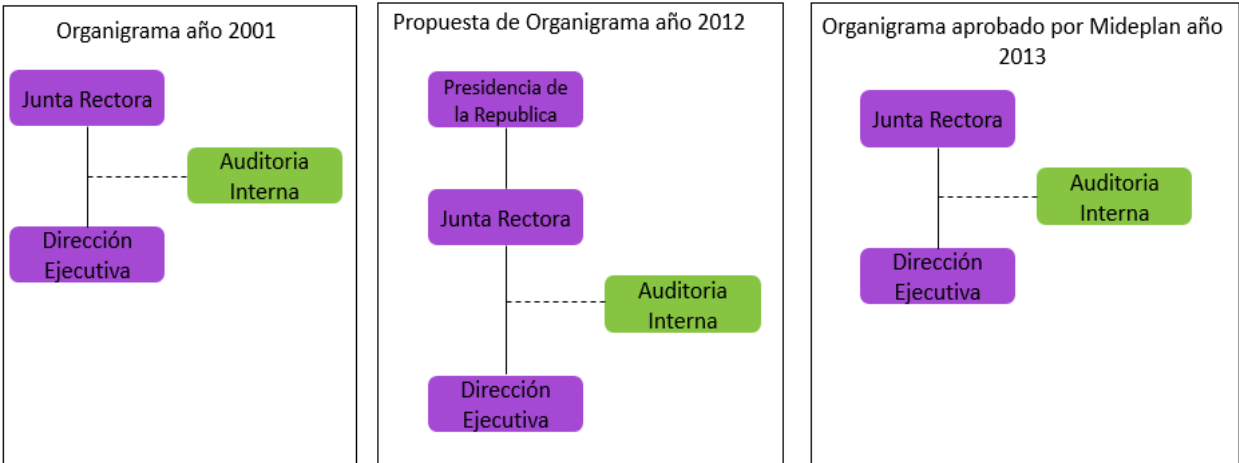 Organigrama año 2001
Junta Rectora
Auditoria
Interna
Dirección
Ejecutiva
Propuesta de Organigrama año 2012
Presidencia de
la Republica
Junta Rectora
Auditoria
Interna
Dirección
Ejecutiva
Organigrama aprobado por Mideplan año
2013
Junta Rectora
Auditoria
Interna
Dirección
Ejecutiva